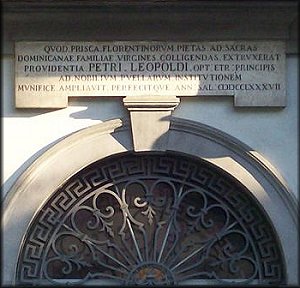 QVOD. PRISCA. FLORENTINORVM. PIETAS. AD. SACRAS
DOMINICANAE. FAMILIAE. VIRGINES. COLLIGENDAS. EXTRVXERAT
PROVIDENTIA. PETRI. LEOPOLDI. OPT. ETR. PRINCIPIS
AD. NOBILIVM. PVELLARVM. INSTITVTIONEM
MVNIFICE. AMPLIAVIT. PERFECITQVE. ANN. SAL. CIƆIƆCCLXXXVII